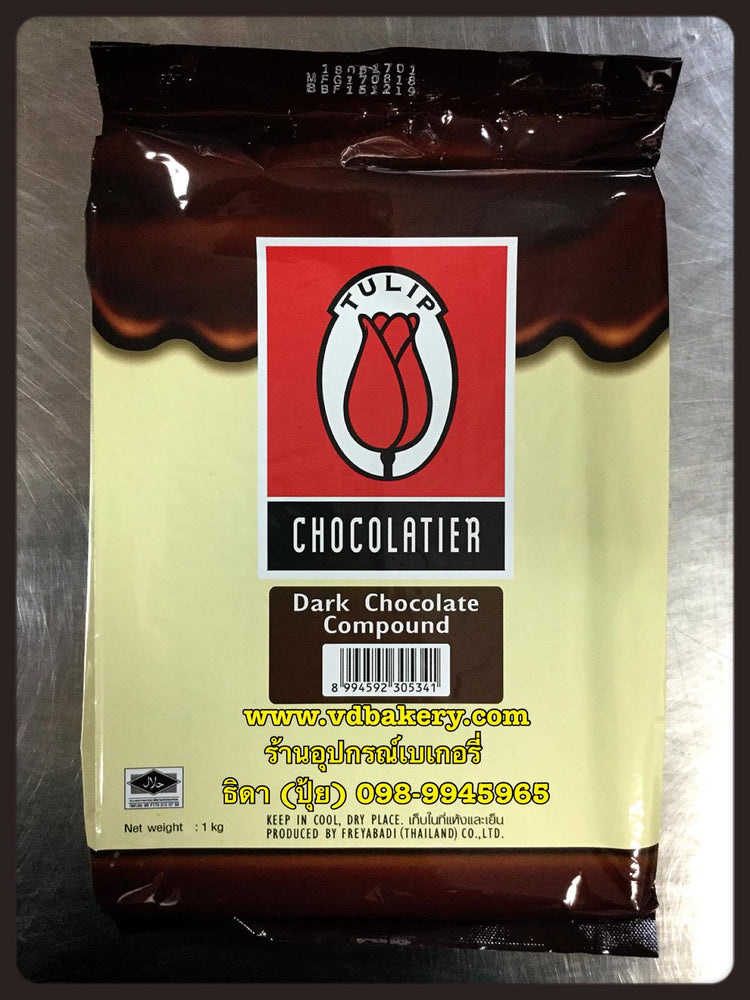 18061701
MFG170818
BBF151219
TULIP
CHOCOLATIER
Dark Chocolate
Compound
8 994592 305341
www.vdbakery.com
ร้านอุปกรณ์เบเกอรี่
ธิดา (ปุ้ย) 098-9945965
Net weight : 1 kg
KEEP IN COOL, DRY PLACE. เก็บในที่แห้งและเย็น
PRODUCED BY FREYABADI (THAILAND) CO., LTD.